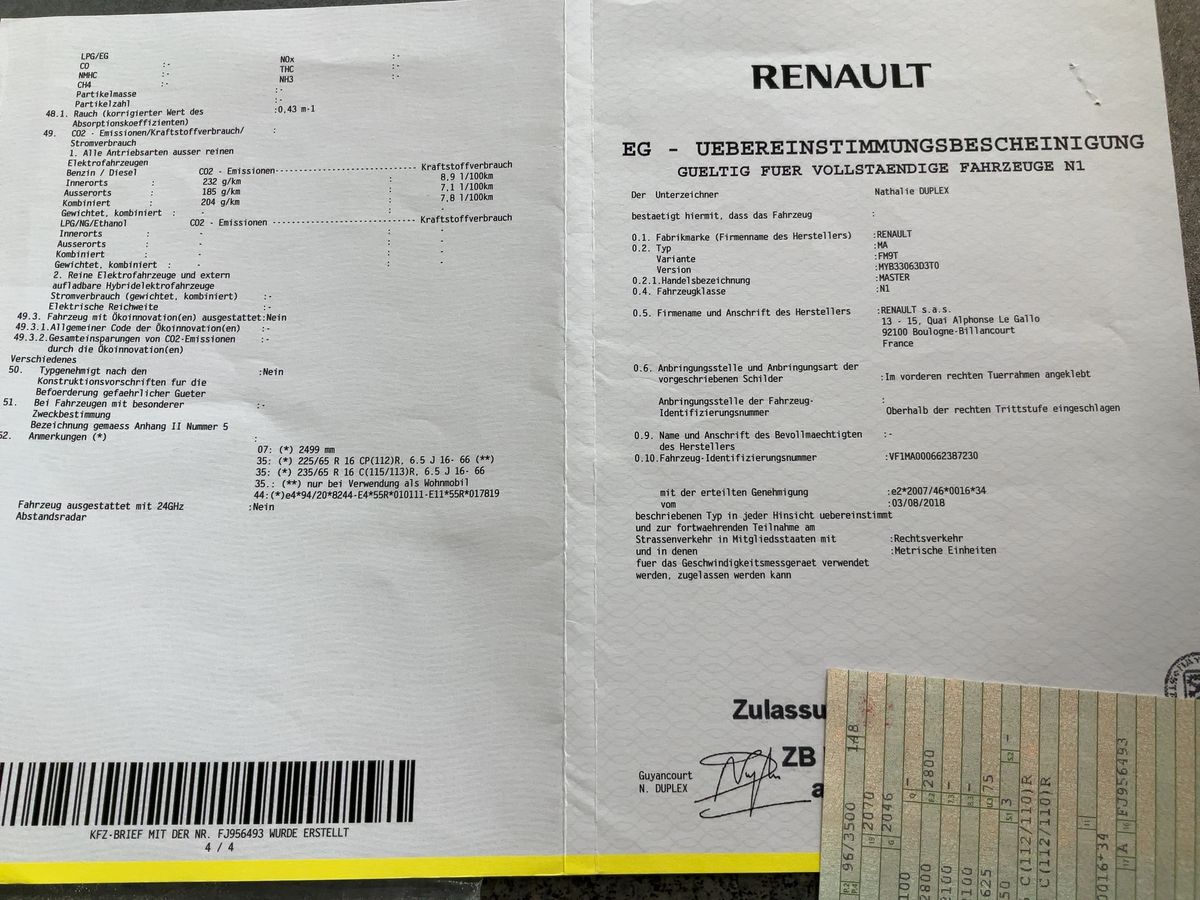 LPG/EG
CO :-
NMHC :-
CH4 :-
NOx :-
THC :-
NH3 :-
Partikelmasse :-
Partikelzahl :-
48.1. Rauch (korrigierter Wert des :0,43 m-1
Absorptionskoeffizienten)
49. CO2 - Emissionen/Kraftstoffverbrauch/ :
Stromverbrauch
1. Alle Antriebsarten ausser reinen
Elektrofahrzeugen
Benzin / Diesel CO2 - Emissionen Kraftstoffverbrauch
Innerorts : 232 g/km : 8,9 l/100km
Ausserorts : 185 g/km : 7,1 l/100km
Kombiniert : 204 g/km : 7,8 l/100km
Gewichtet, kombiniert : - : -
LPG/NG/Ethanol CO2 - Emissionen Kraftstoffverbrauch
Innerorts : - : -
Ausserorts : - : -
Kombiniert : - : -
Gewichtet, kombiniert : - : -
2. Reine Elektrofahrzeuge und extern
aufladbare Hybridelektrofahrzeuge
Stromverbrauch (gewichtet, kombiniert) :-
Elektrische Reichweite :-
49.3. Fahrzeug mit Ökoinnovation(en) ausgestattet:Nein
49.3.1.Allgemeiner Code der Ökoinnovation(en) :-
49.3.2.Gesamteinsparungen von CO2-Emissionen :-
durch die Ökoinnovation(en)
Verschiedenes
50. Typgenehmigt nach den :Nein
Konstruktionsvorschriften fur die
Befoerderung gefaehrlicher Gueter
51. Bei Fahrzeugen mit besonderer :-
Zweckbestimmung
Bezeichnung gemaess Anhang II Nummer 5
52. Anmerkungen (*) :
07: (*) 2499 mm
35: (*) 225/65 R 16 CP(112)R, 6.5 J 16- 66 (**)
35: (*) 235/65 R 16 C(115/113)R, 6.5 J 16- 66
35.: (**) nur bei Verwendung als Wohnmobil
44:(*)e4*94/20*8244-E4*55R*010111-E11*55R*017819
Fahrzeug ausgestattet mit 24GHz :Nein
Abstandsradar
KFZ-BRIEF MIT DER NR. FJ956493 WURDE ERSTELLT
4 / 4
RENAULT
EG - UEBEREINSTIMMUNGSBESCHEINIGUNG
GUELTIG FUER VOLLSTAENDIGE FAHRZEUGE N1
Der Unterzeichner Nathalie DUPLEX
bestaetigt hiermit, dass das Fahrzeug :
0.1. Fabrikmarke (Firmenname des Herstellers) :RENAULT
0.2. Typ :MA
Variante :FM9T
Version :MYB33063D3T0
0.2.1.Handelsbezeichnung :MASTER
0.4. Fahrzeugklasse :N1
0.5. Firmenname und Anschrift des Herstellers :RENAULT s.a.s.
13 - 15, Quai Alphonse Le Gallo
92100 Boulogne-Billancourt
France
0.6. Anbringungsstelle und Anbringungsart der
vorgeschriebenen Schilder :Im vorderen rechten Tuerrahmen angeklebt
Anbringungsstelle der Fahrzeug- :
Identifizierungsnummer Oberhalb der rechten Trittstufe eingeschlagen
0.9. Name und Anschrift des Bevollmaechtigten :-
des Herstellers
0.10.Fahrzeug-Identifizierungsnummer :VF1MA000662387230
mit der erteilten Genehmigung :e2*2007/46*0016*34
vom :03/08/2018
beschriebenen Typ in jeder Hinsicht uebereinstimmt
und zur fortwaehrenden Teilnahme am
Strassenverkehr in Mitgliedsstaaten mit :Rechtsverkehr
und in denen :Metrische Einheiten
fuer das Geschwindigkeitsmessgeraet verwendet
werden, zugelassen werden kann
Zulassu
ZB
a
Guyancourt
N. DUPLEX
96/3500 148
2070
2046
100 -
2800 2800
2100 -
2100 -
625 75
50 3 -
C(112/110)R
C(112/110)R
0016*34
A FJ956493